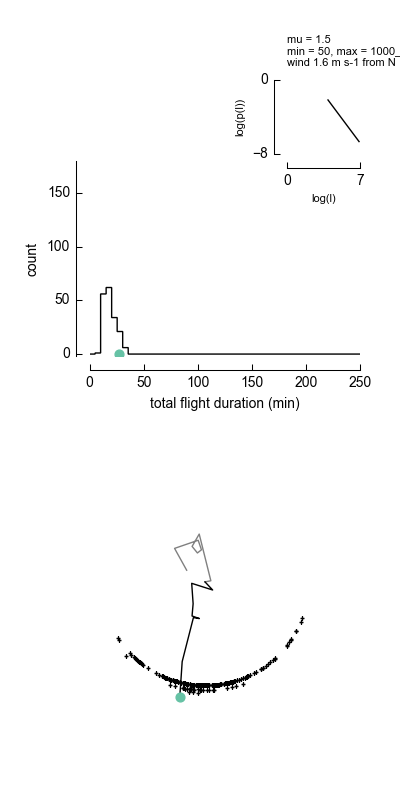 mu = 1.5
min = 50, max = 1000_
wind 1.6 m s-1 from N
0
log(p(l))
−8
0 7
log(l)
150
100
count
50
0
0 50 100 150 200 250
total flight duration (min)